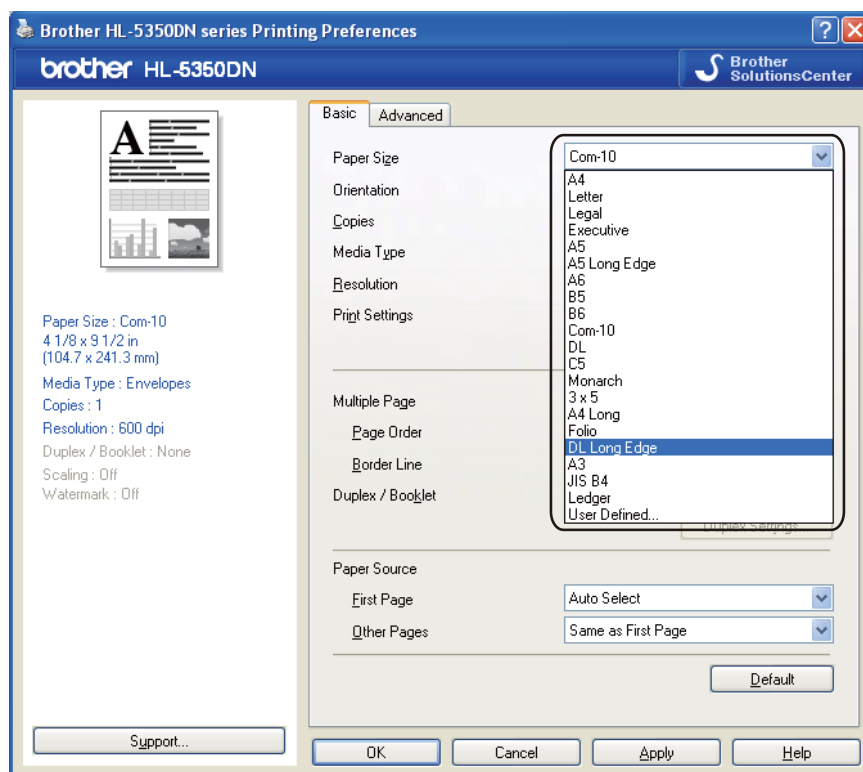 Brother HL-5350DN series Printing Preferences
brother HL-5350DN
Brother
SolutionsCenter
Basic
Advanced
A
Paper Size : Com-10
4 1/8 x 9 1/2 in
(104.7 x 241.3 mm)
Media Type : Envelopes
Copies : 1
Resolution : 600 dpi
Duplex / Booklet : None
Scaling : Off
Watermark : Off
Support...
Paper Size
Com-10
Orientation
Copies
Media Type
Resolution
Print Settings
A4
Letter
Legal
Executive
A5
A5 Long Edge
A6
B5
B6
Com-10
DL
C5
Monarch
3 x 5
A4 Long
Folio
DL Long Edge
A3
JIS B4
Ledger
User Defined...
Multiple Page
Page Order
Border Line
Duplex / Booklet
Duplex Settings...
Paper Source
First Page
Auto Select
Other Pages
Same as First Page
Default
OK
Cancel
Apply
Help